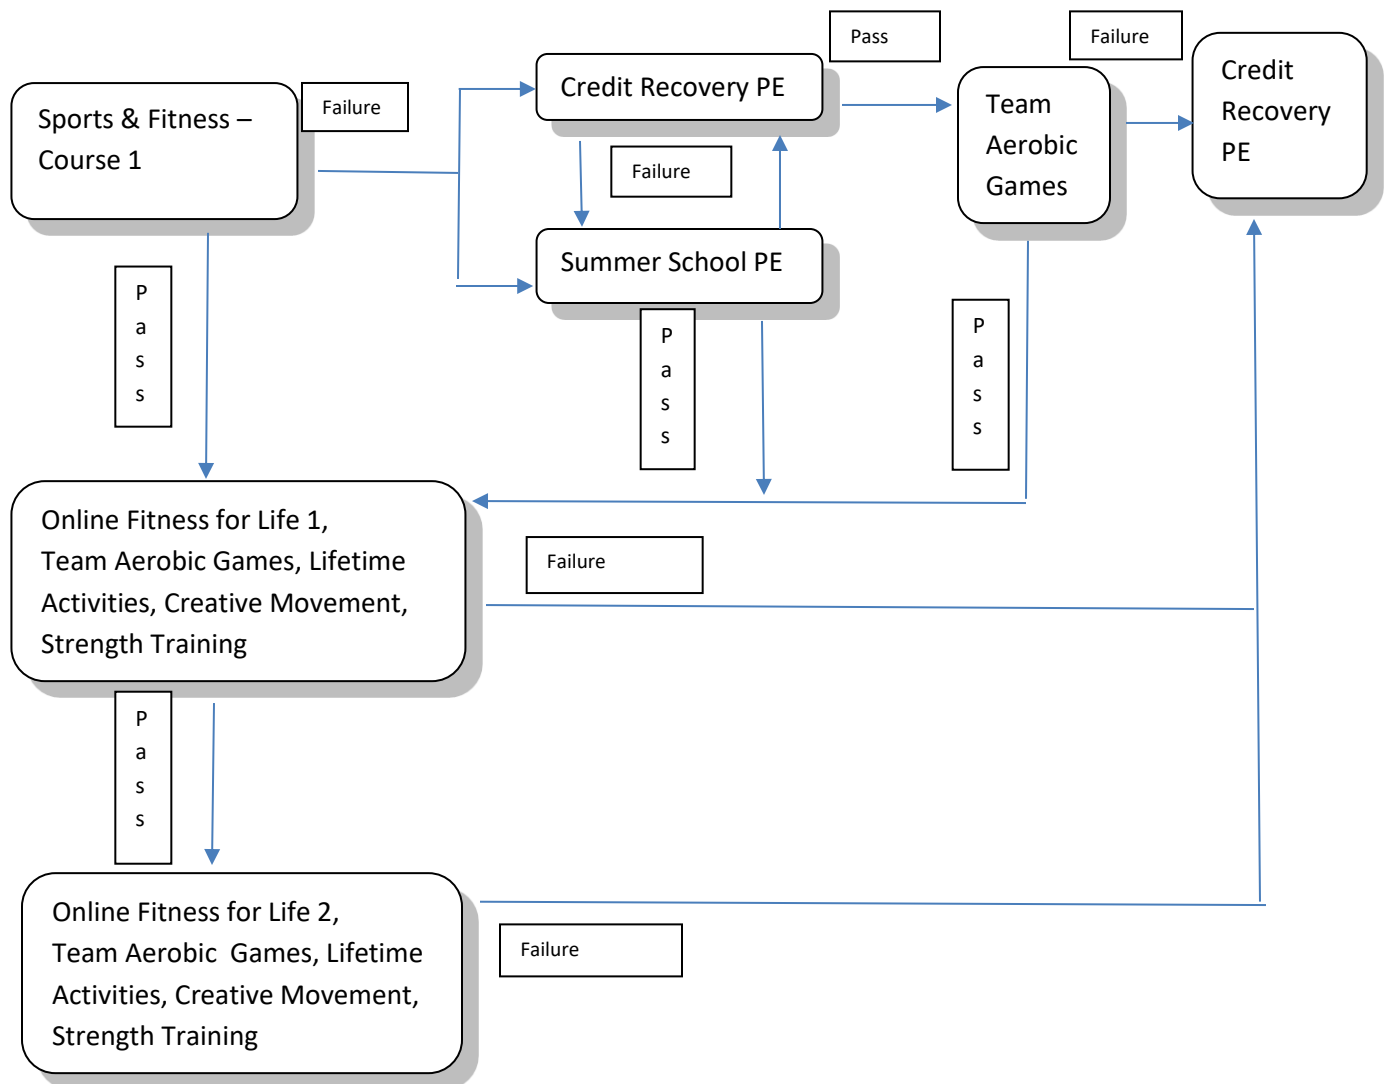 Pass
Failure
Credit
Recovery
PE
Sports & Fitness –
Course 1
Failure
Credit Recovery PE
Team
Aerobic
Games
Failure
Summer School PE
P
a
s
s
P
a
s
s
P
a
s
s
Online Fitness for Life 1,
Team Aerobic Games, Lifetime
Activities, Creative Movement,
Strength Training
Failure
P
a
s
s
Online Fitness for Life 2,
Team Aerobic  Games, Lifetime
Activities, Creative Movement,
Strength Training
Failure